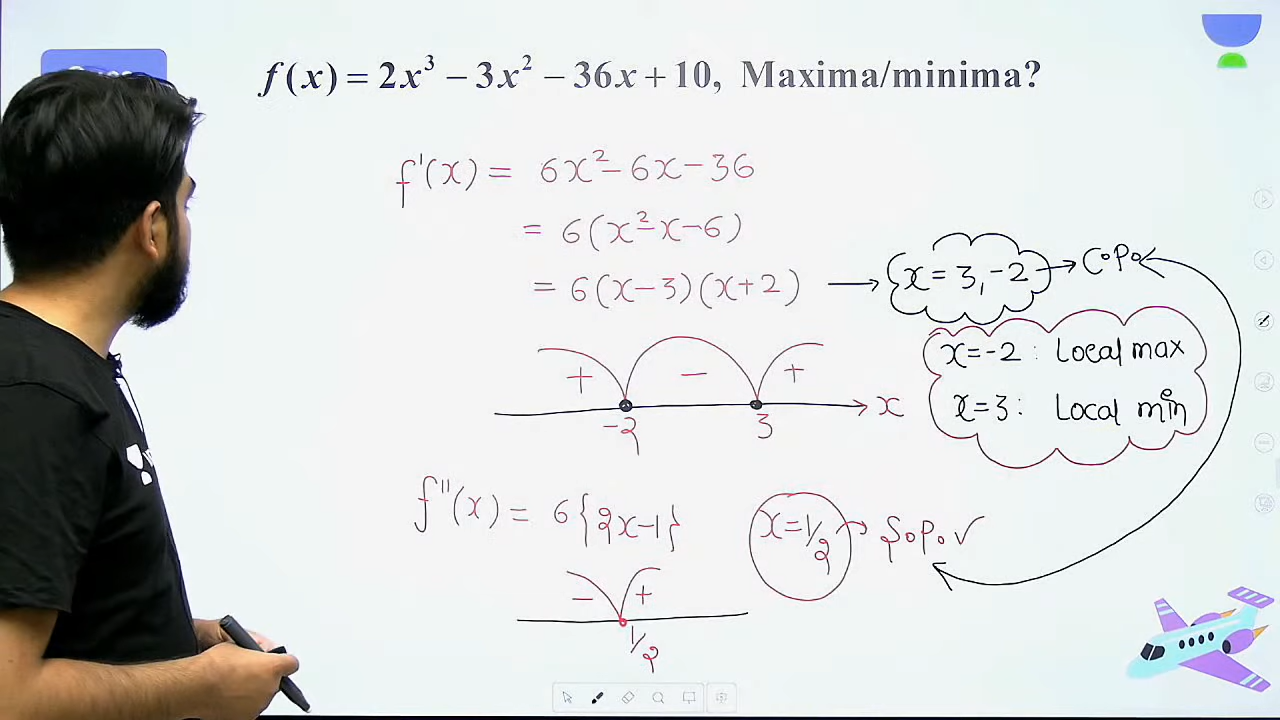 f(x) = 2x³ − 3x² − 36x + 10, Maxima/minima?
f'(x) = 6x² − 6x − 36
= 6(x² − x − 6)
= 6(x−3)(x+2) → x = 3, −2 → C.P.
x = −2 : Local max
x = 3 : Local min
+ − +
−2 3 x
f''(x) = 6{2x−1} x = 1/2 → S.P. ✓
− +
1/2